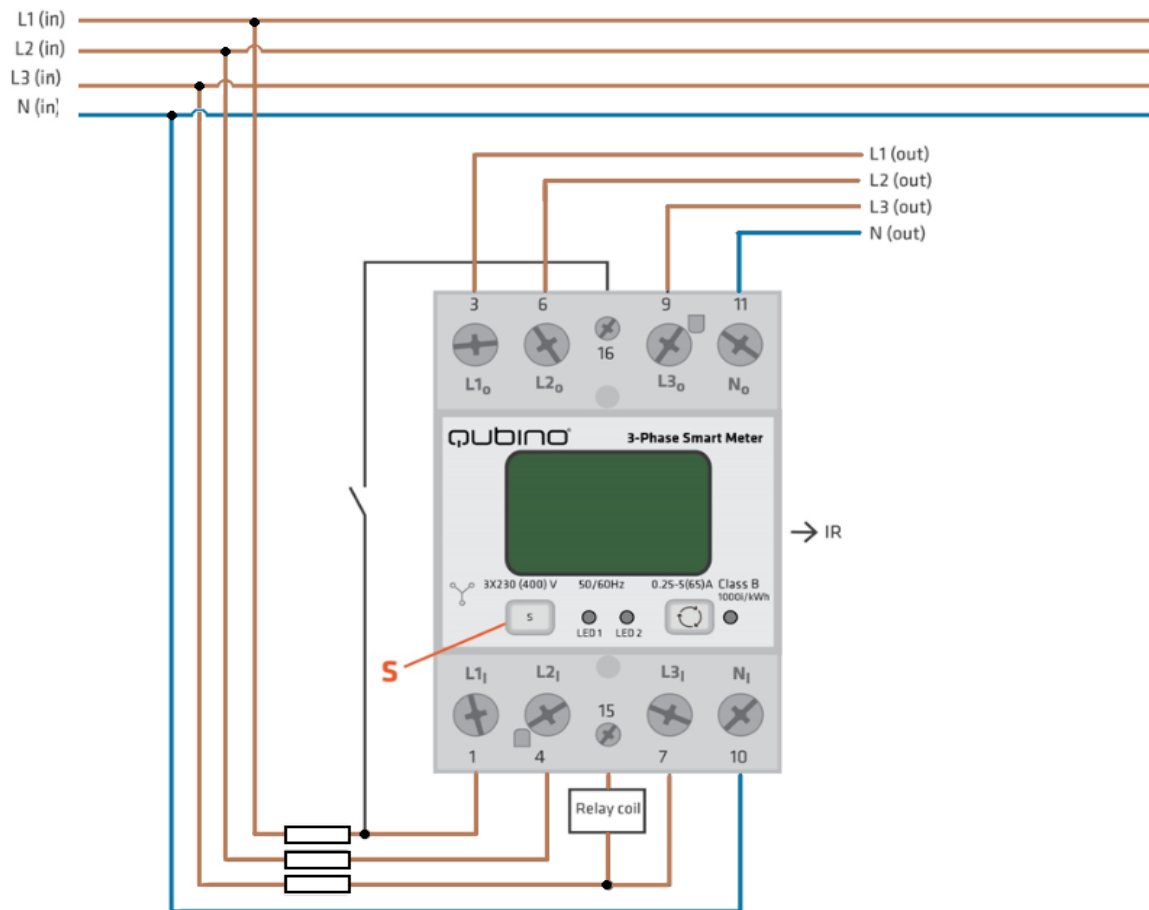 L1 (in)
L2 (in)
L3 (in)
N (in)
L1 (out)
L2 (out)
L3 (out)
N (out)
3 6 9 11
16
L1o L2o L3o No
QUBINO® 3-Phase Smart Meter
IR
3X230 (400) V 50/60Hz 0.25-5(65)A Class B
1000i/kWh
S
LED 1 LED 2
S
L1I L2I L3I NI
15
1 4 7 10
Relay coil